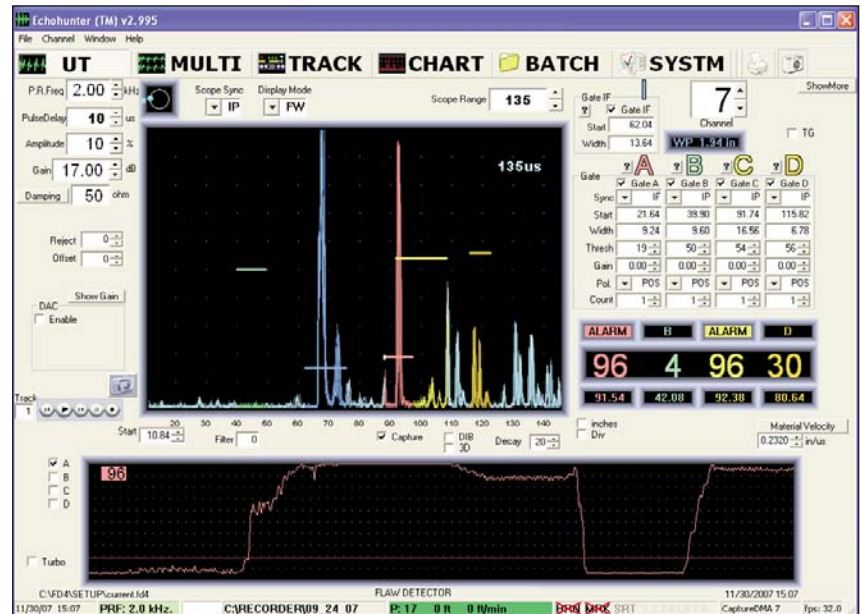 Echohunter (TM) v2.995
File Channel Window Help
UT MULTI TRACK CHART BATCH SYSTM
P.R.Freq 2.00 kHz
PulseDelay 10 us
Amplitude 10 %
Gain 17.00 dB
Damping 50 ohm
Reject 0
Offset 0
Show Gain
DAC
Enable
Track
1
Scope Sync Display Mode
IP FW
Scope Range 135
135us
20 30 40 50 60 70 80 90 100 110 120 130 140
Start 10.84 Filter 0 Capture DIB 3D Decay 20
Gate IF
? Gate IF
Start 62.04
Width 13.64
7
Channel
WP 1.94 in
ShowMore
TG
? A ? B ? C ? D
Gate Gate A Gate B Gate C Gate D
Sync IF IP IP IP
Start 21.64 39.90 91.74 115.82
Width 9.24 9.60 16.56 6.78
Thresh 19 50 54 56
Gain 0.00 0.00 0.00 0.00
Pol. POS POS POS POS
Count 1 1 1 1
ALARM B ALARM D
96 4 96 30
91.54 42.08 92.38 80.64
inches
Div
Material Velocity
0.2320 in/us
A
B
C
D
Turbo
96
C:\FD4\SETUP\current.fd4 FLAW DETECTOR 11/30/2007 15:07
11/30/07 15:07 PRF: 2.0 kHz. C:\RECORDER\09_24_07 P: 17 0 ft 0 ft/min SRT CaptureDMA 7 fps: 32.0